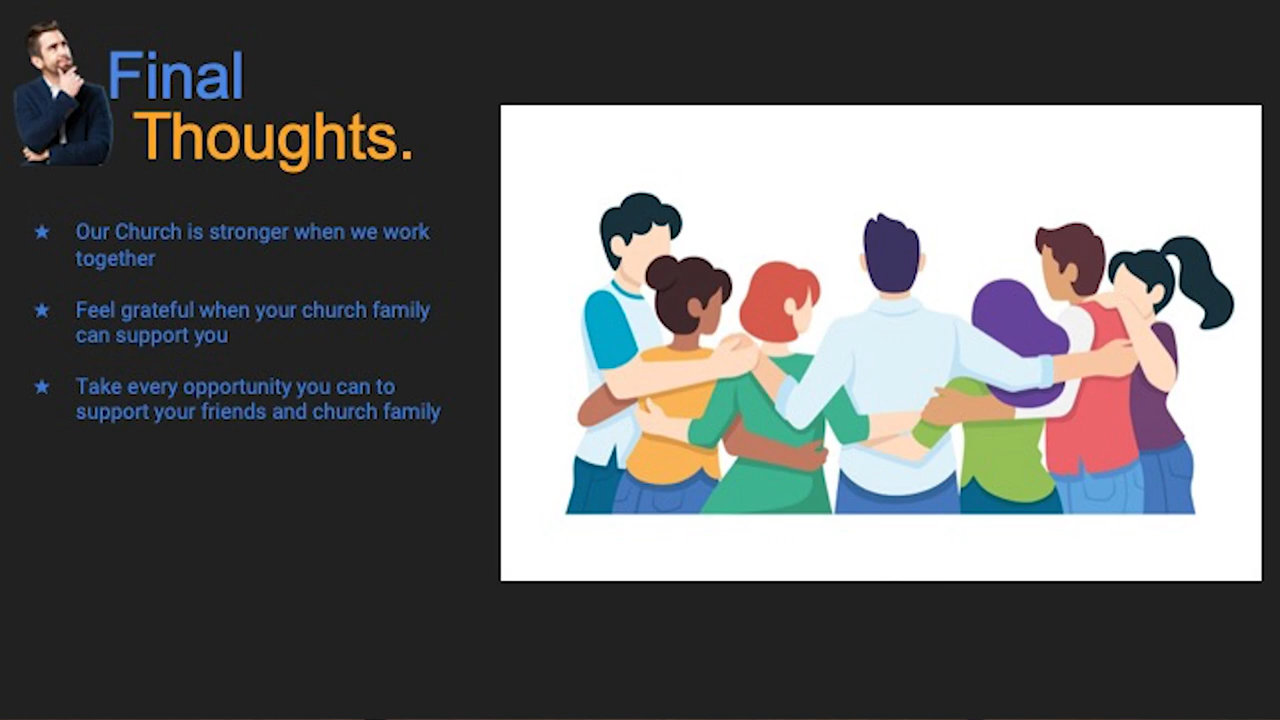 Final
Thoughts.
★ Our Church is stronger when we work
together
★ Feel grateful when your church family
can support you
★ Take every opportunity you can to
support your friends and church family